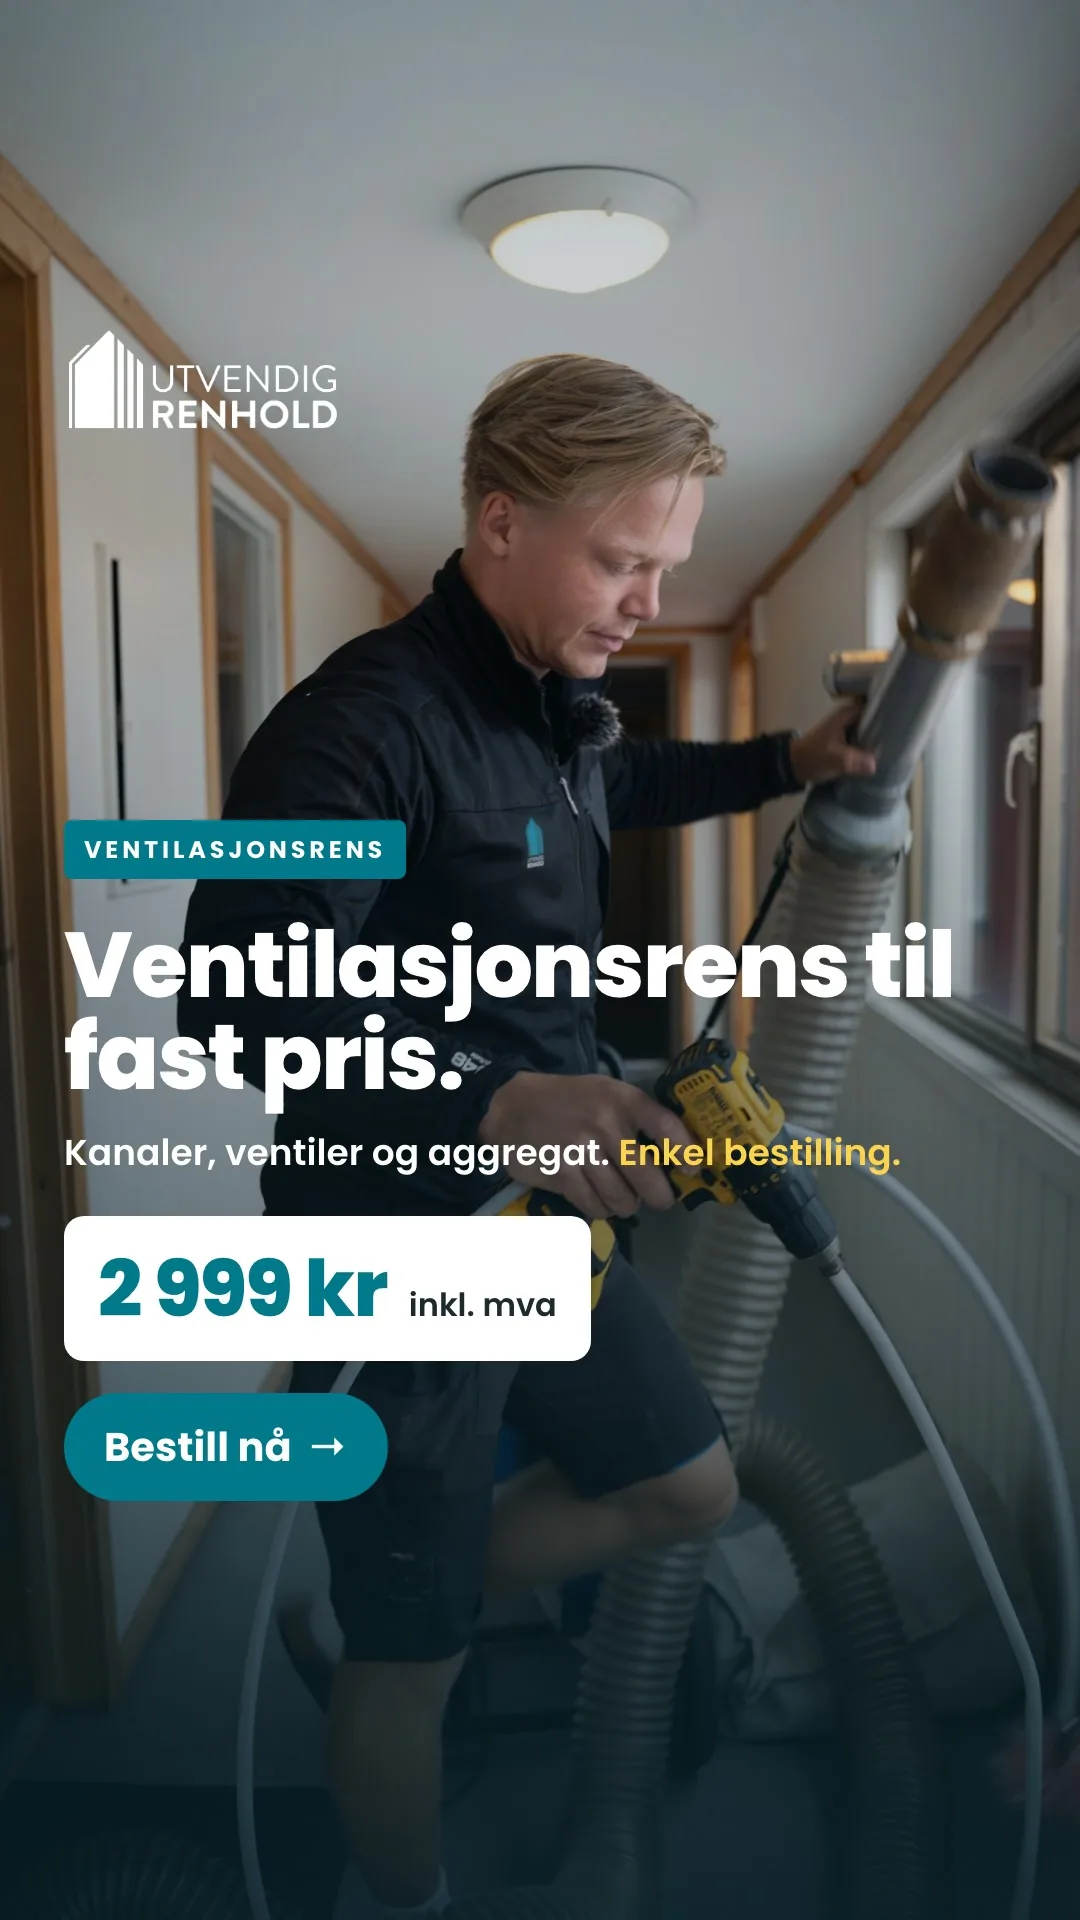 UTVENDIG
RENHOLD
VENTILASJONSRENS
Ventilasjonsrens til
fast pris.
Kanaler, ventiler og aggregat. Enkel bestilling.
2 999 kr inkl. mva
Bestill nå →